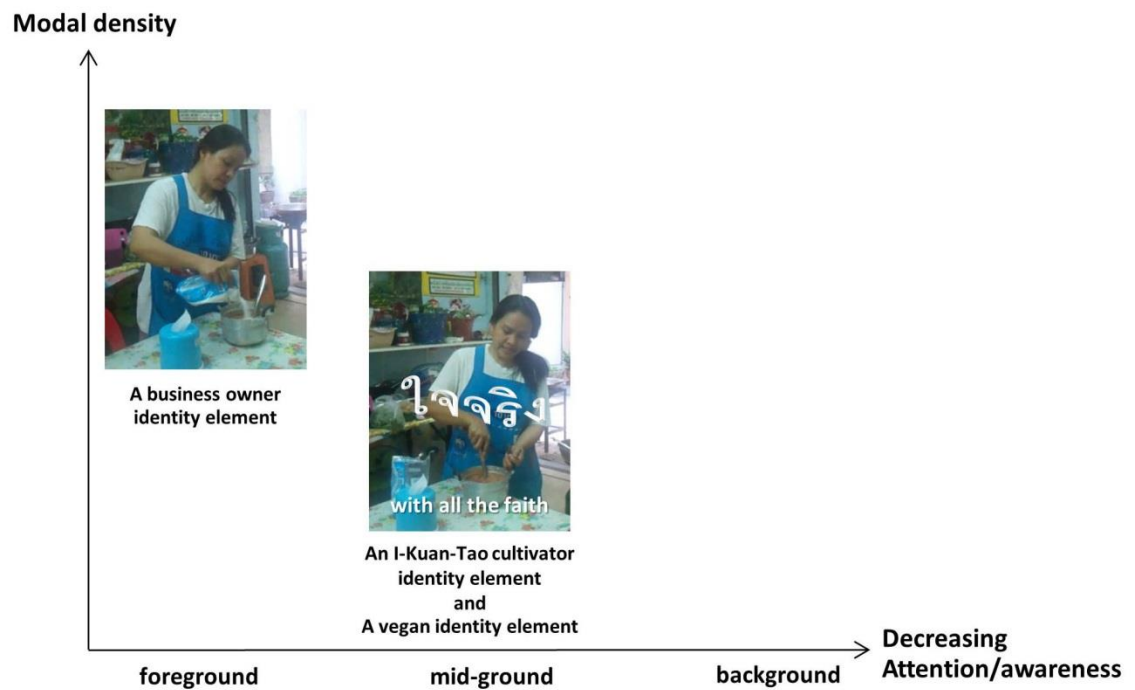 Modal density
A business owner
identity element
ใจจริง
with all the faith
An I-Kuan-Tao cultivator
identity element
and
A vegan identity element
foreground
mid-ground
background
Decreasing
Attention/awareness